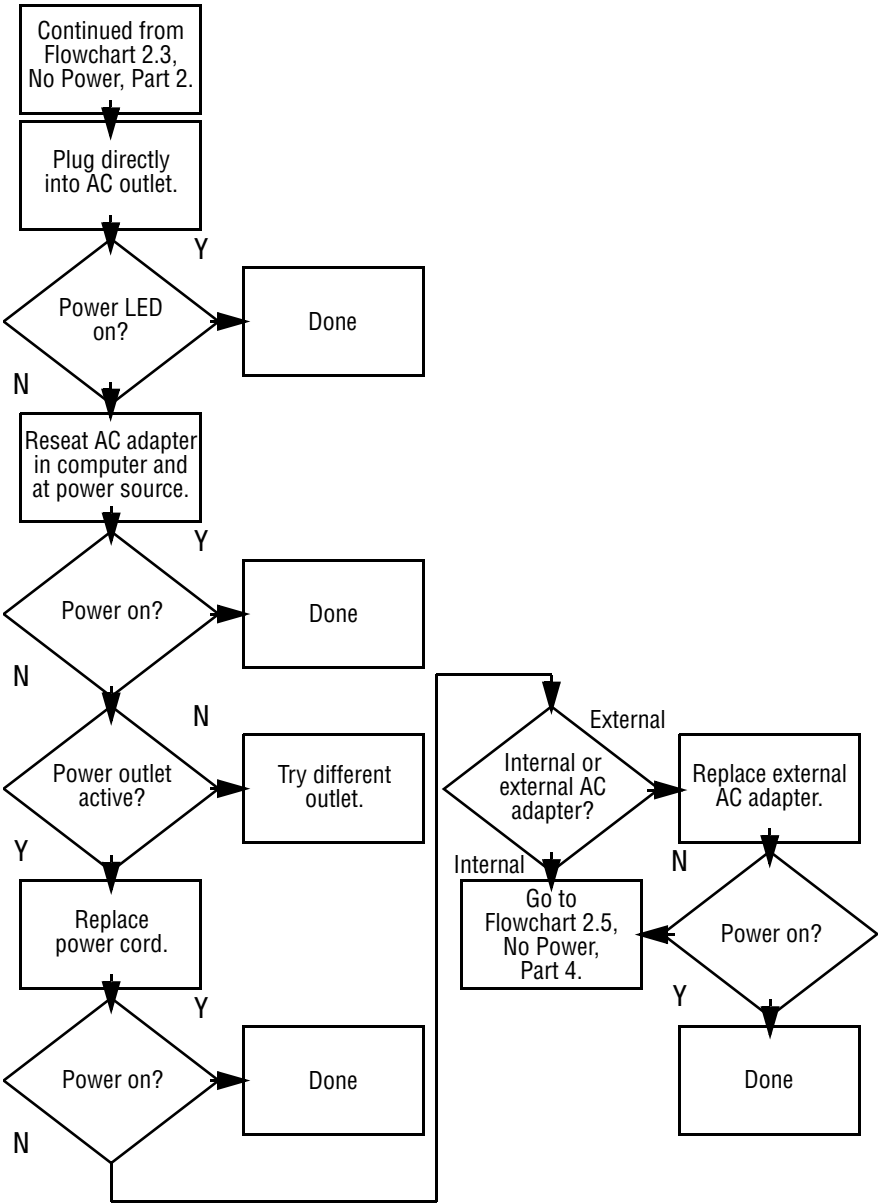 Continued from
Flowchart 2.3,
No Power, Part 2.
Plug directly
into AC outlet.
Y
Power LED
on?
Done
N
Reseat AC adapter
in computer and
at power source.
Y
Power on?
Done
N
N
Power outlet
active?
Try different
outlet.
Y
Replace
power cord.
Y
Power on?
Done
N
External
Internal or
external AC
adapter?
Replace external
AC adapter.
Internal
N
Go to
Flowchart 2.5,
No Power,
Part 4.
Power on?
Y
Done